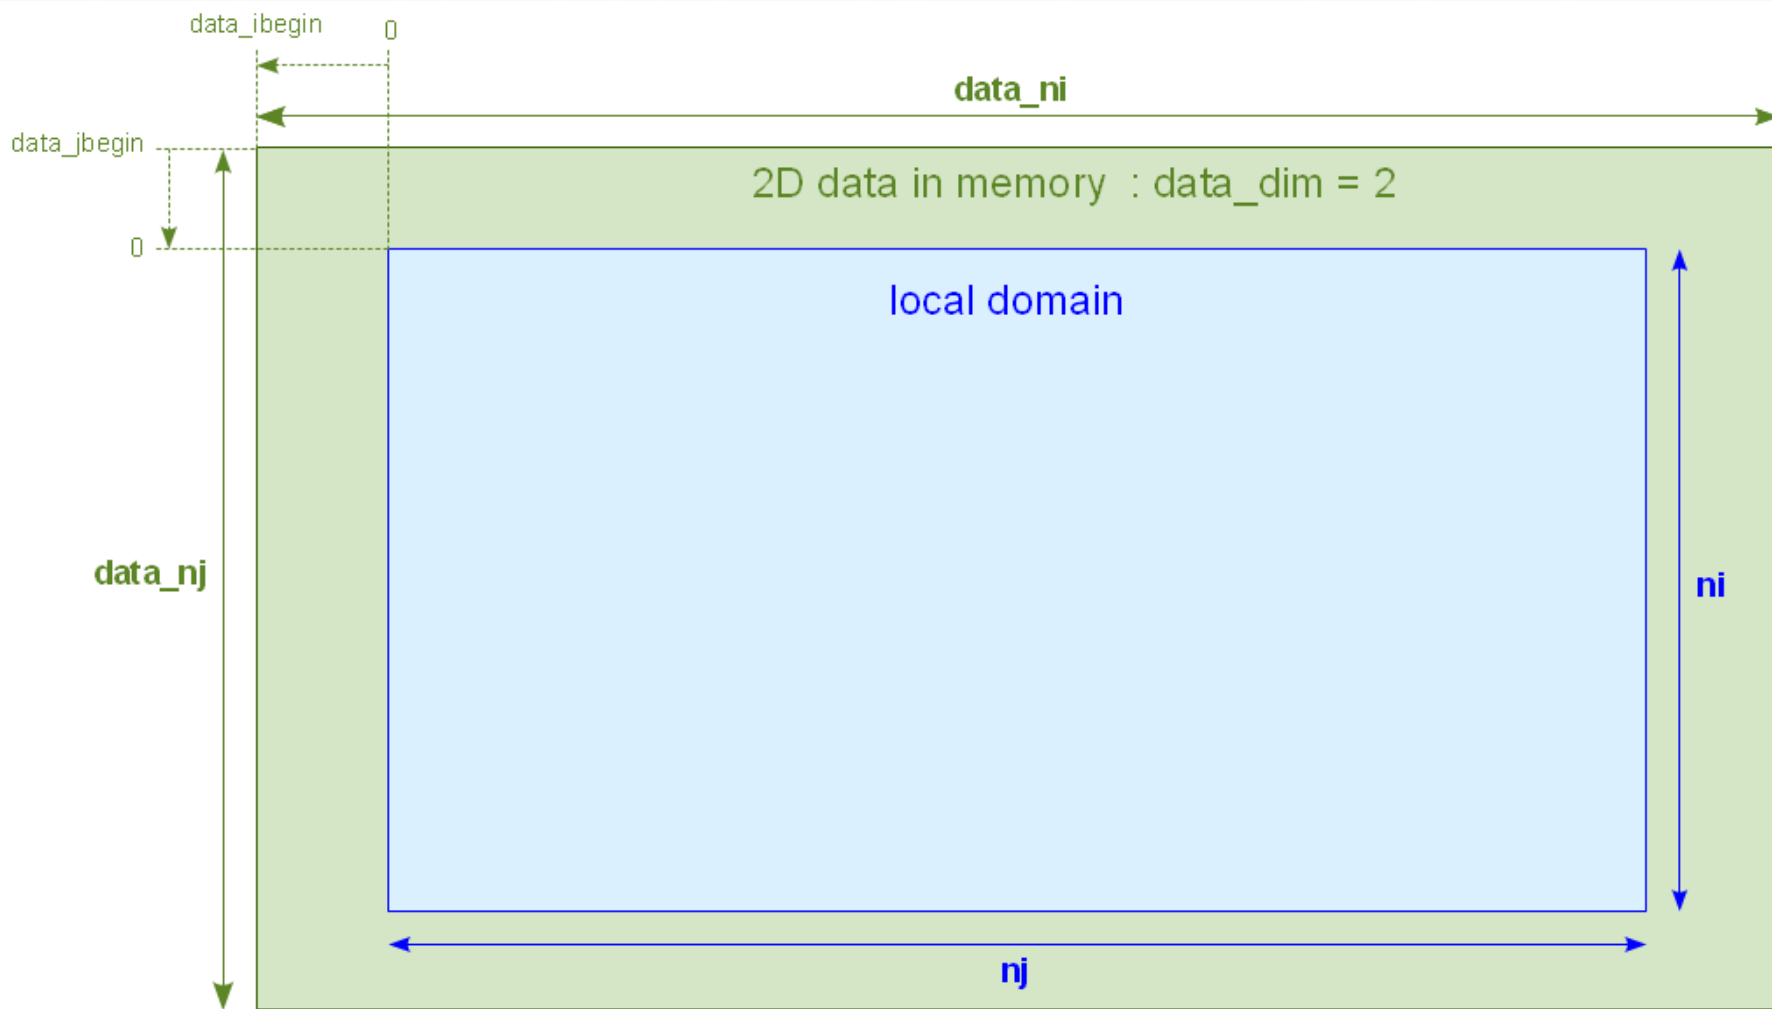 data_ibegin
0
data_ni
data_jbegin
2D data in memory : data_dim = 2
0
local domain
data_nj
ni
nj